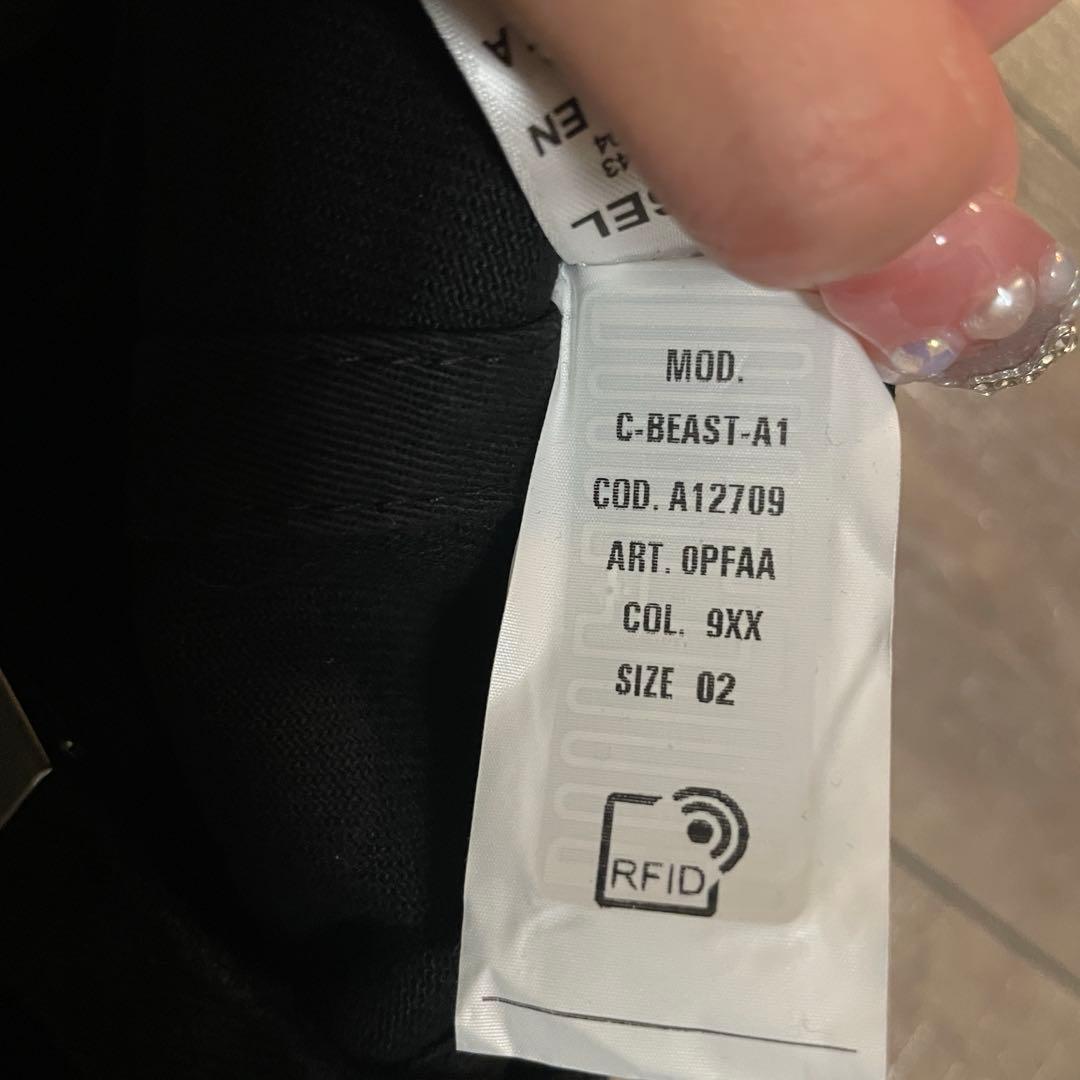 MOD.
C-BEAST-A1
COD. A12709
ART. 0PFAA
COL. 9XX
SIZE 02
RFID